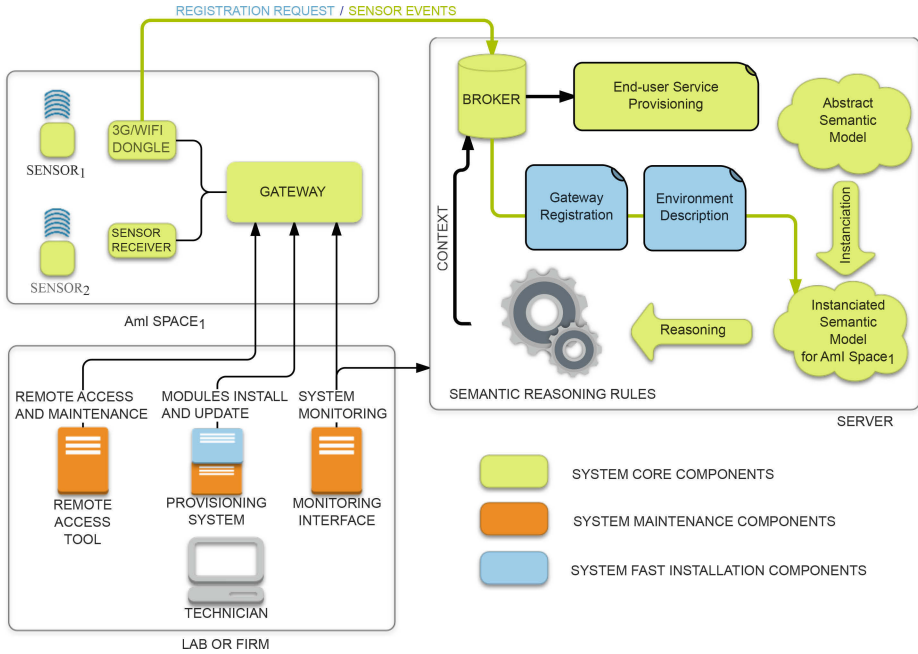 REGISTRATION REQUEST / SENSOR EVENTS
SENSOR1
3G/WIFI
DONGLE
GATEWAY
SENSOR
RECEIVER
SENSOR2
AmI SPACE1
BROKER
End-user Service
Provisioning
Abstract
Semantic
Model
Gateway
Registration
Environment
Description
Instanciation
CONTEXT
Instanciated
Semantic
Model
for AmI Space1
Reasoning
SEMANTIC REASONING RULES
SERVER
REMOTE ACCESS
AND MAINTENANCE
MODULES INSTALL
AND UPDATE
SYSTEM
MONITORING
REMOTE
ACCESS
TOOL
PROVISIONING
SYSTEM
MONITORING
INTERFACE
TECHNICIAN
LAB OR FIRM
SYSTEM CORE COMPONENTS
SYSTEM MAINTENANCE COMPONENTS
SYSTEM FAST INSTALLATION COMPONENTS